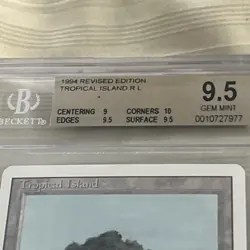 1994 REVISED EDITION
TROPICAL ISLAND R L
9.5
GEM MINT
CENTERING 9 CORNERS 10
EDGES 9.5 SURFACE 9.5
0010727977
B
BECKETT
Tropical Island